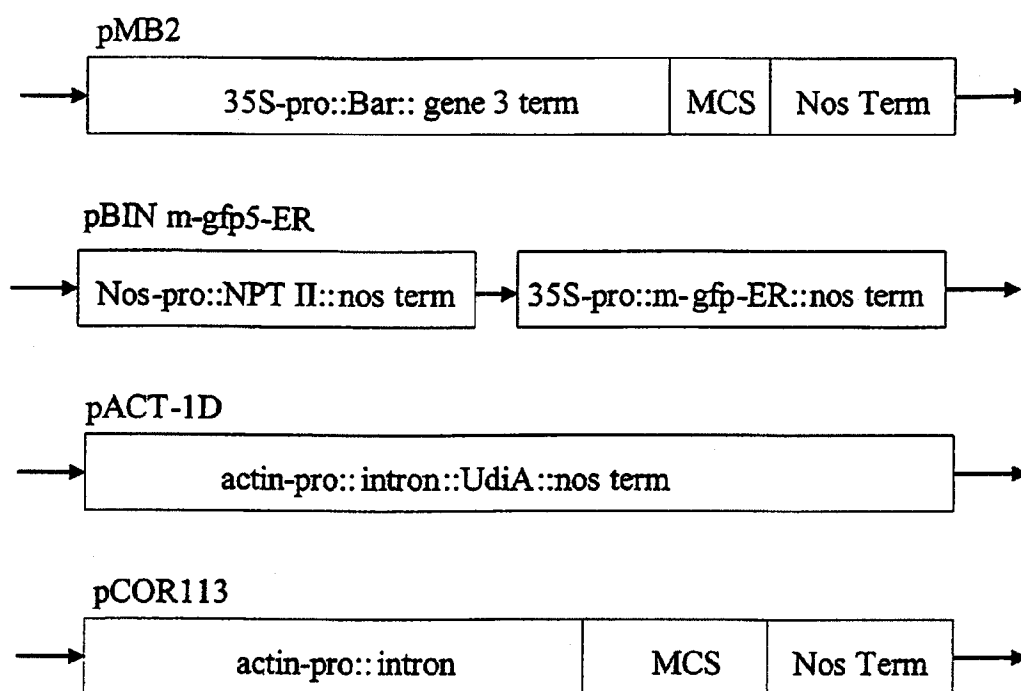 pMB2
35S-pro::Bar:: gene 3 term MCS Nos Term
pBIN m-gfp5-ER
Nos-pro::NPT II::nos term 35S-pro::m-gfp-ER::nos term
pACT-1D
actin-pro:: intron::UdiA::nos term
pCOR113
actin-pro:: intron MCS Nos Term